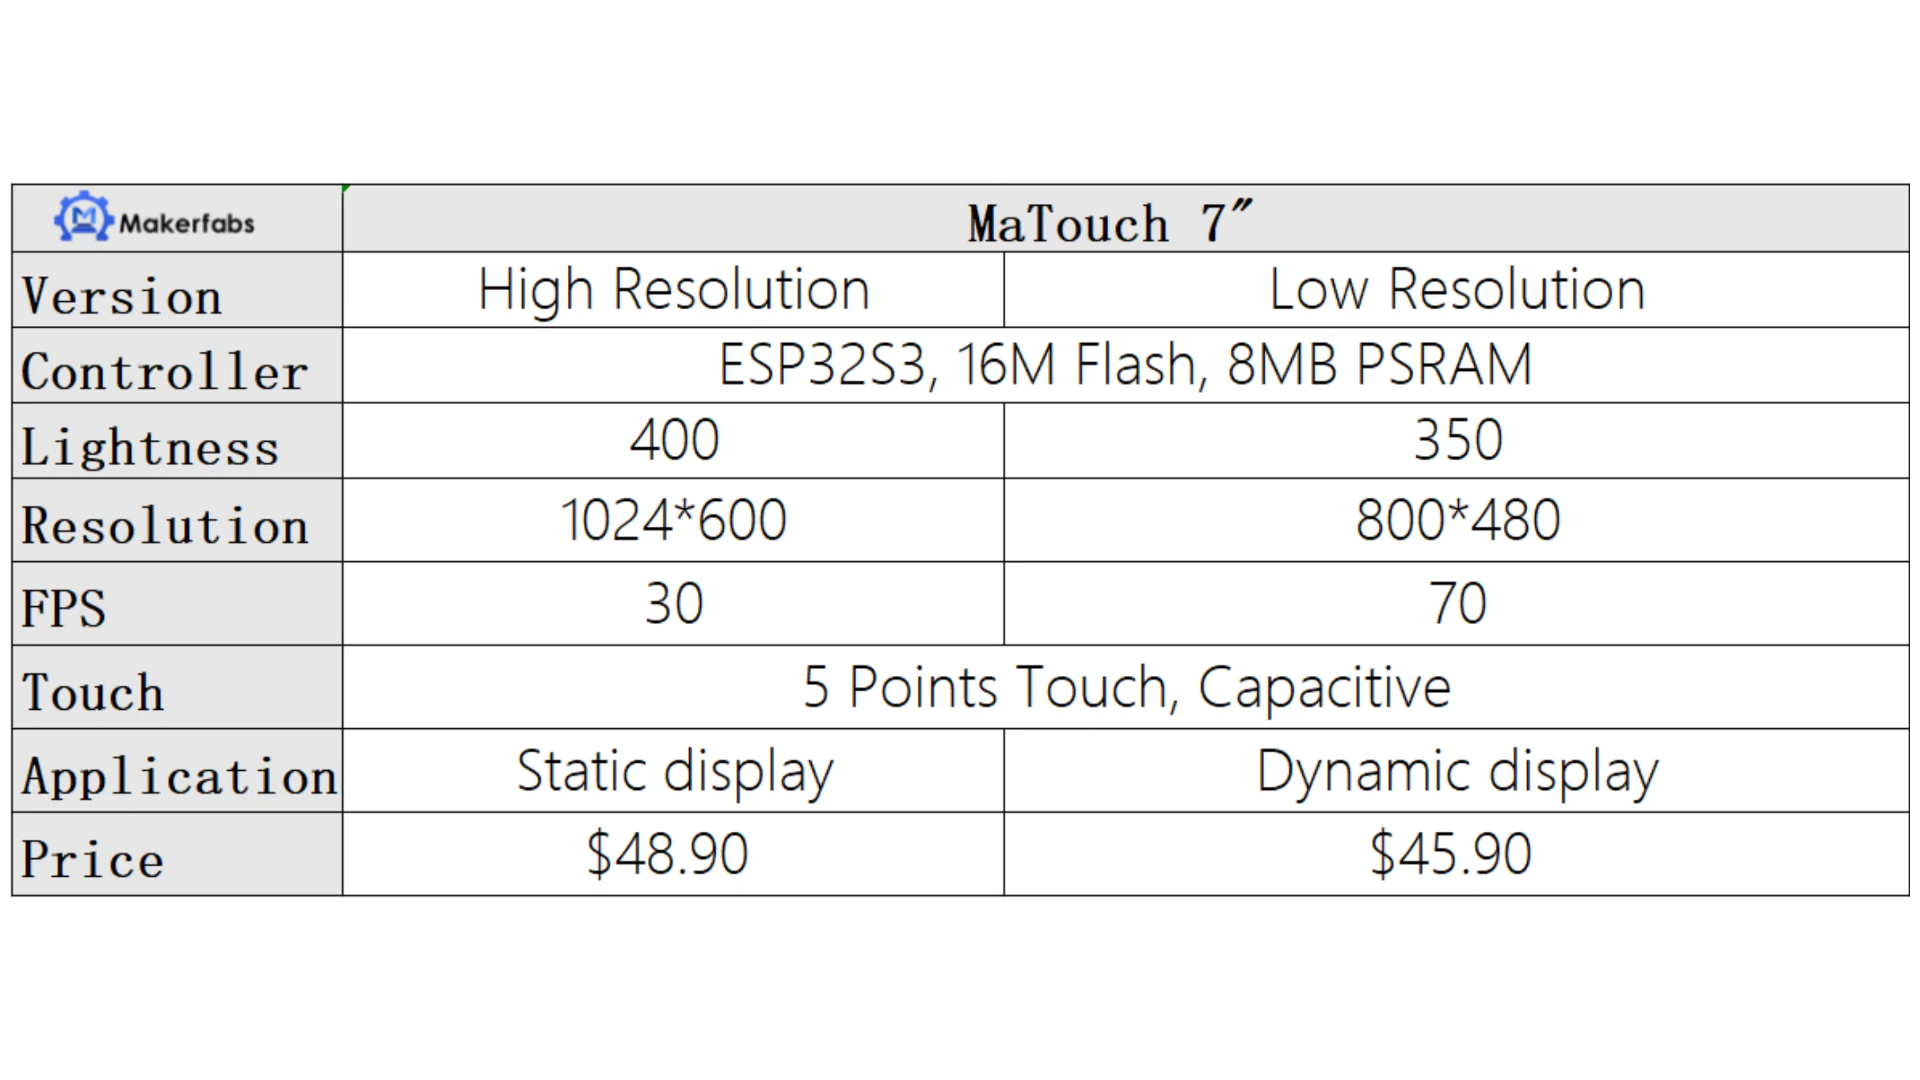 Makerfabs MaTouch 7″
Version High Resolution Low Resolution
Controller ESP32S3, 16M Flash, 8MB PSRAM
Lightness 400 350
Resolution 1024*600 800*480
FPS 30 70
Touch 5 Points Touch, Capacitive
Application Static display Dynamic display
Price $48.90 $45.90